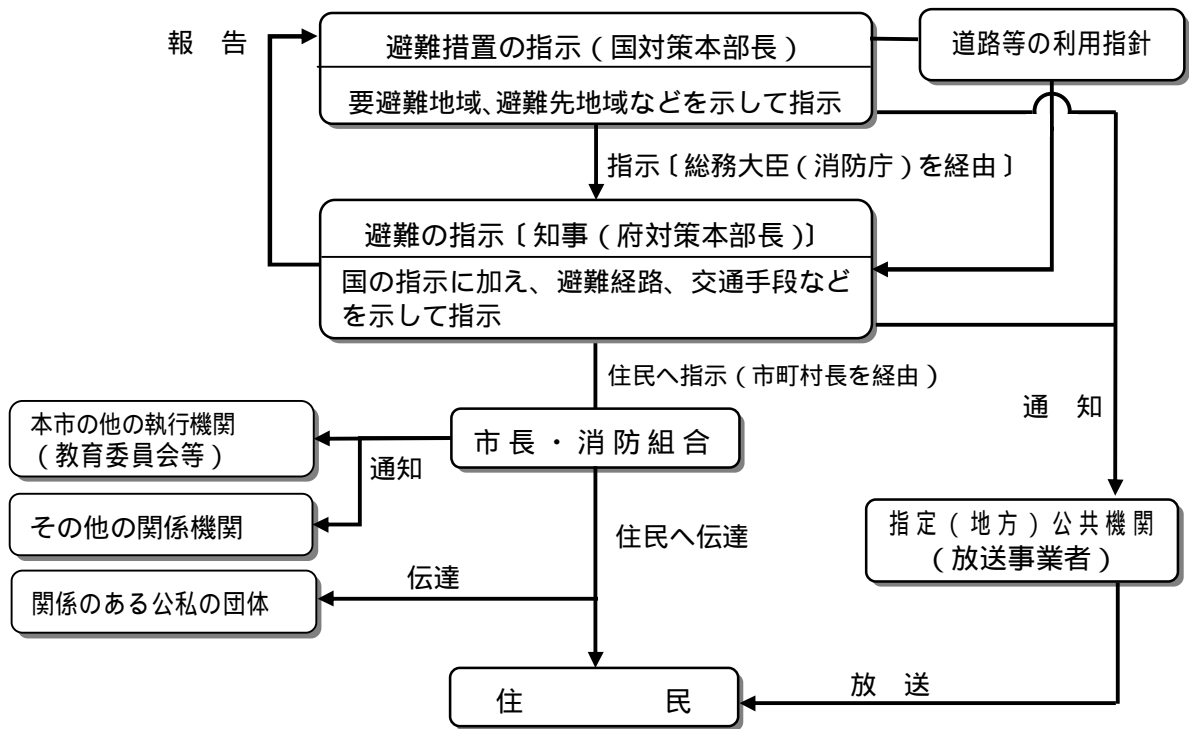 報　告
避難措置の指示（国対策本部長）
道路等の利用指針
要避難地域、避難先地域などを示して指示
指示〔総務大臣（消防庁）を経由〕
避難の指示〔知事（府対策本部長）〕
国の指示に加え、避難経路、交通手段など
を示して指示
住民へ指示（市町村長を経由）
通　知
本市の他の執行機関
（教育委員会等）
市長・消防組合
通知
その他の関係機関
住民へ伝達
指定（地方）公共機関
（放送事業者）
伝達
関係のある公私の団体
放　送
住　　　　民